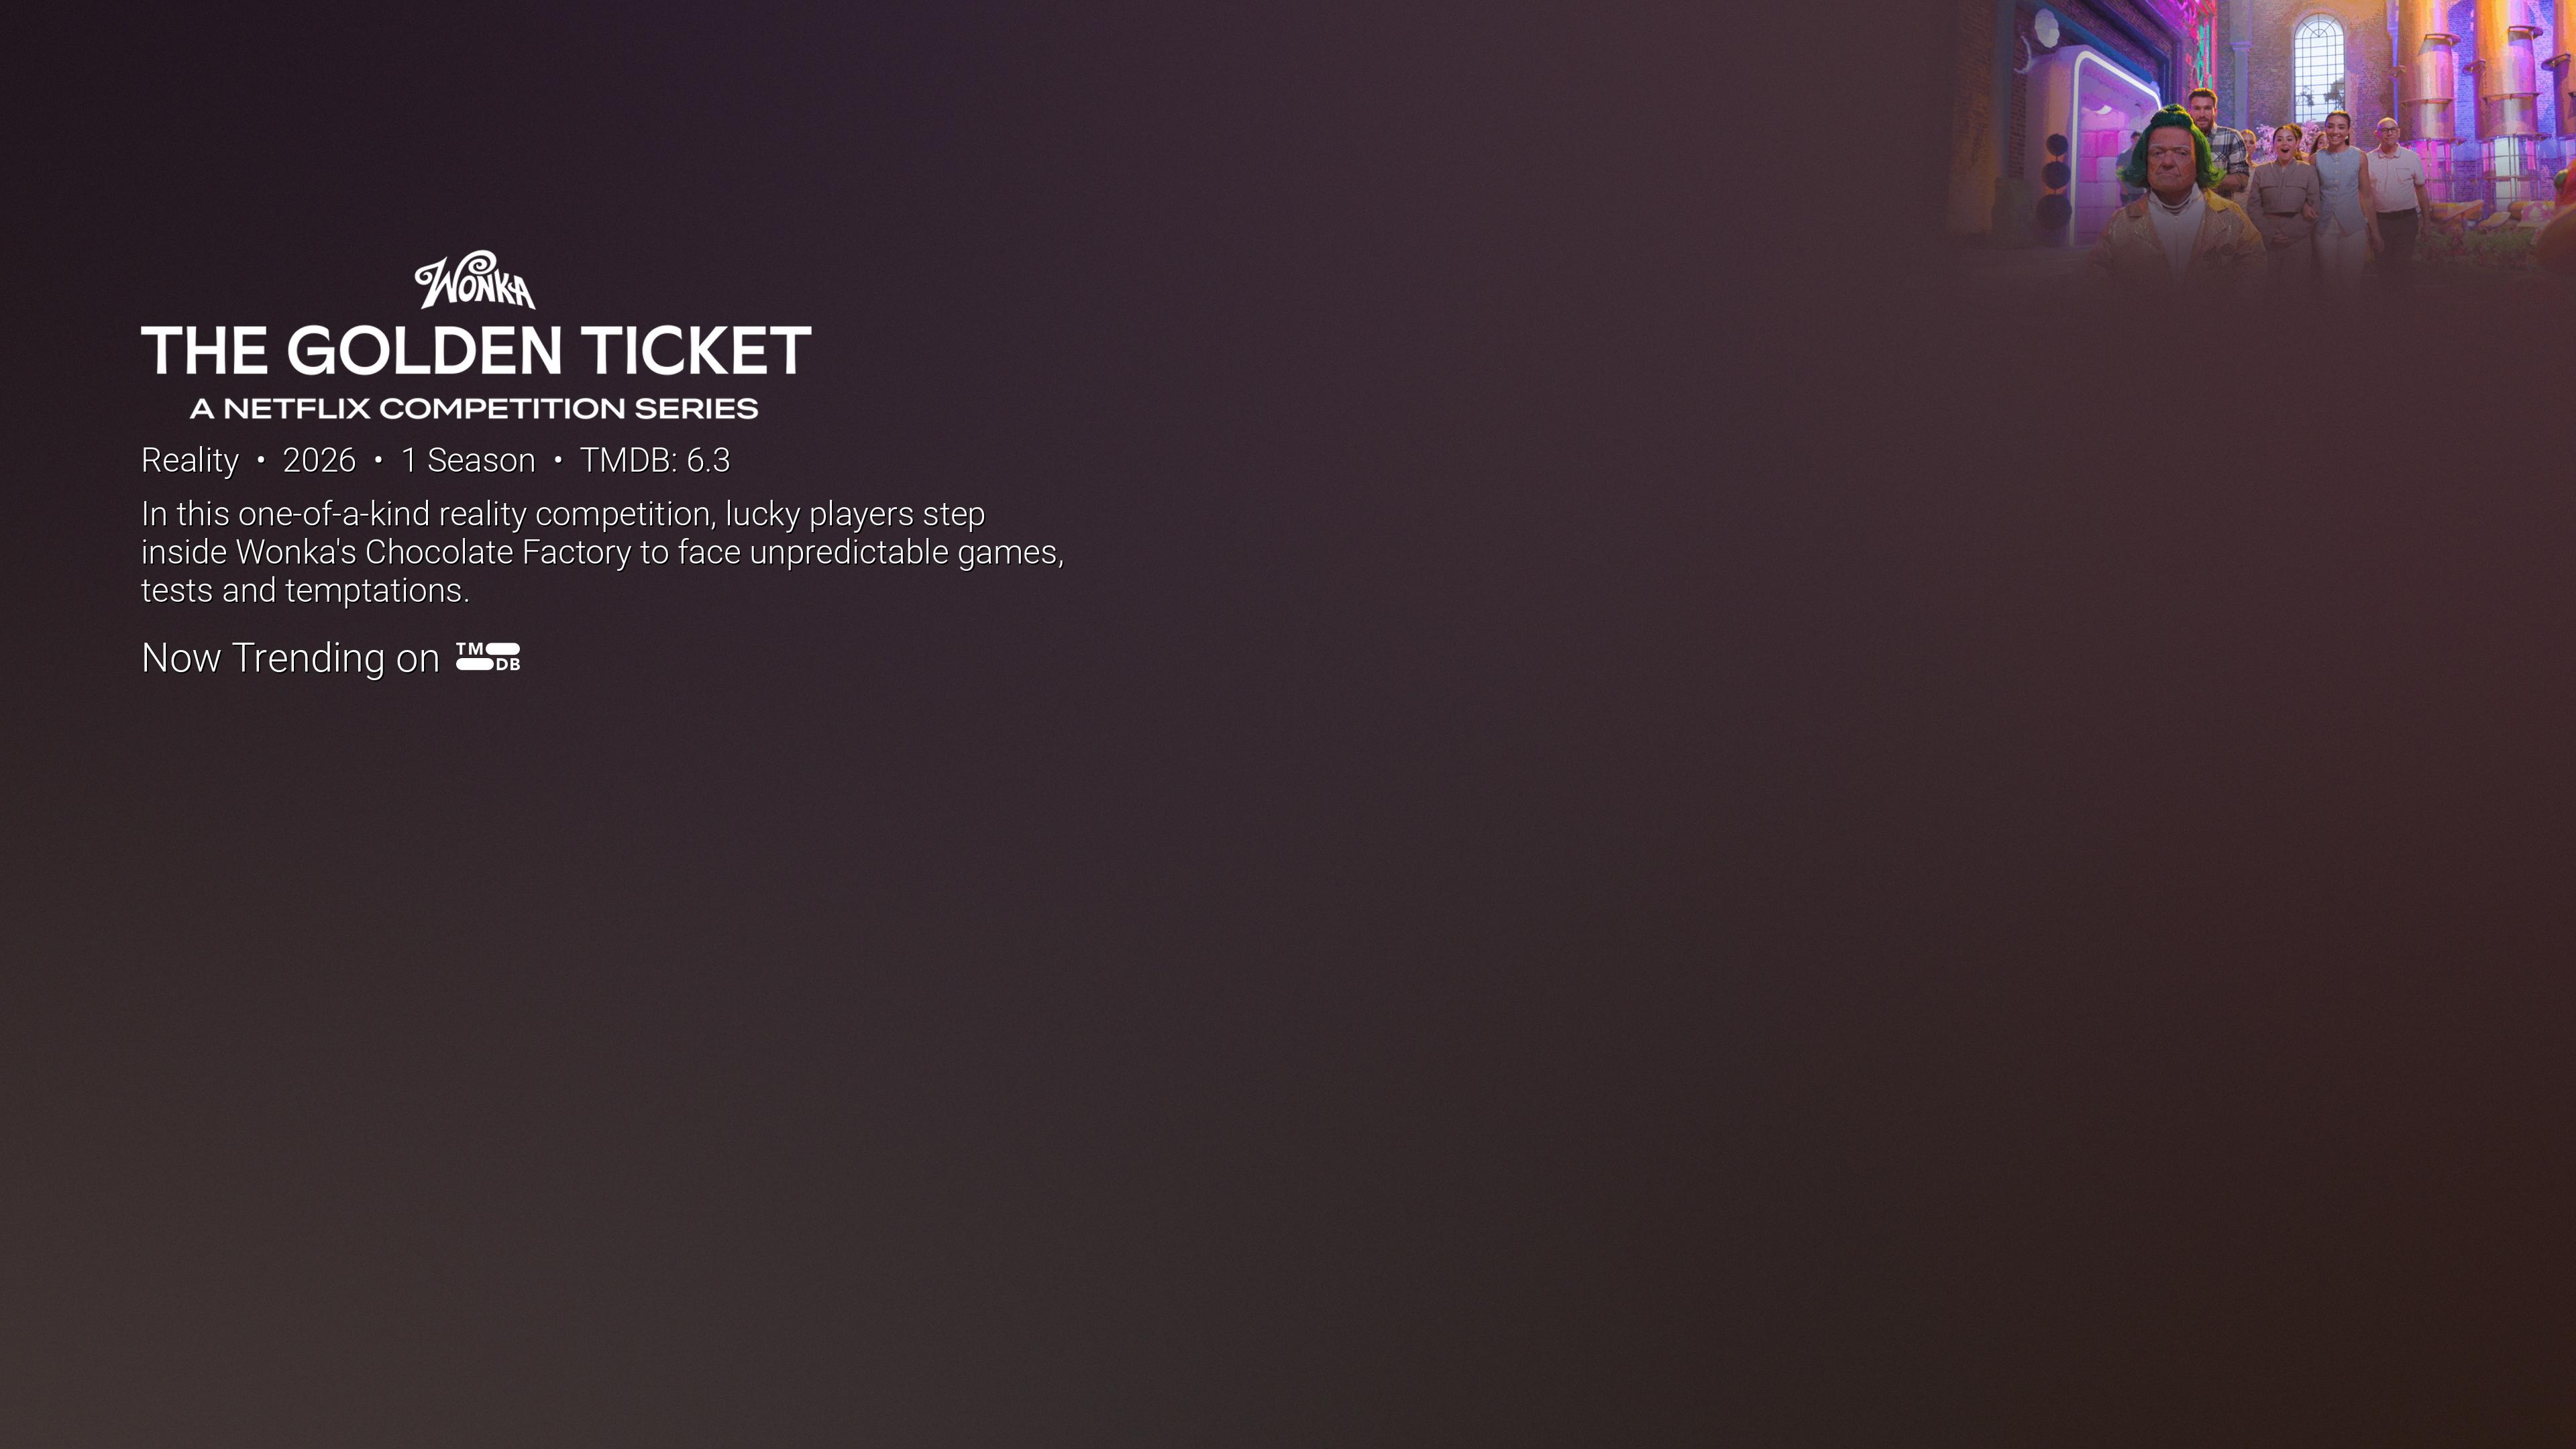 WONKA
THE GOLDEN TICKET
A NETFLIX COMPETITION SERIES
Reality • 2026 • 1 Season • TMDB: 6.3
In this one-of-a-kind reality competition, lucky players step
inside Wonka's Chocolate Factory to face unpredictable games,
tests and temptations.
Now Trending on TMDB